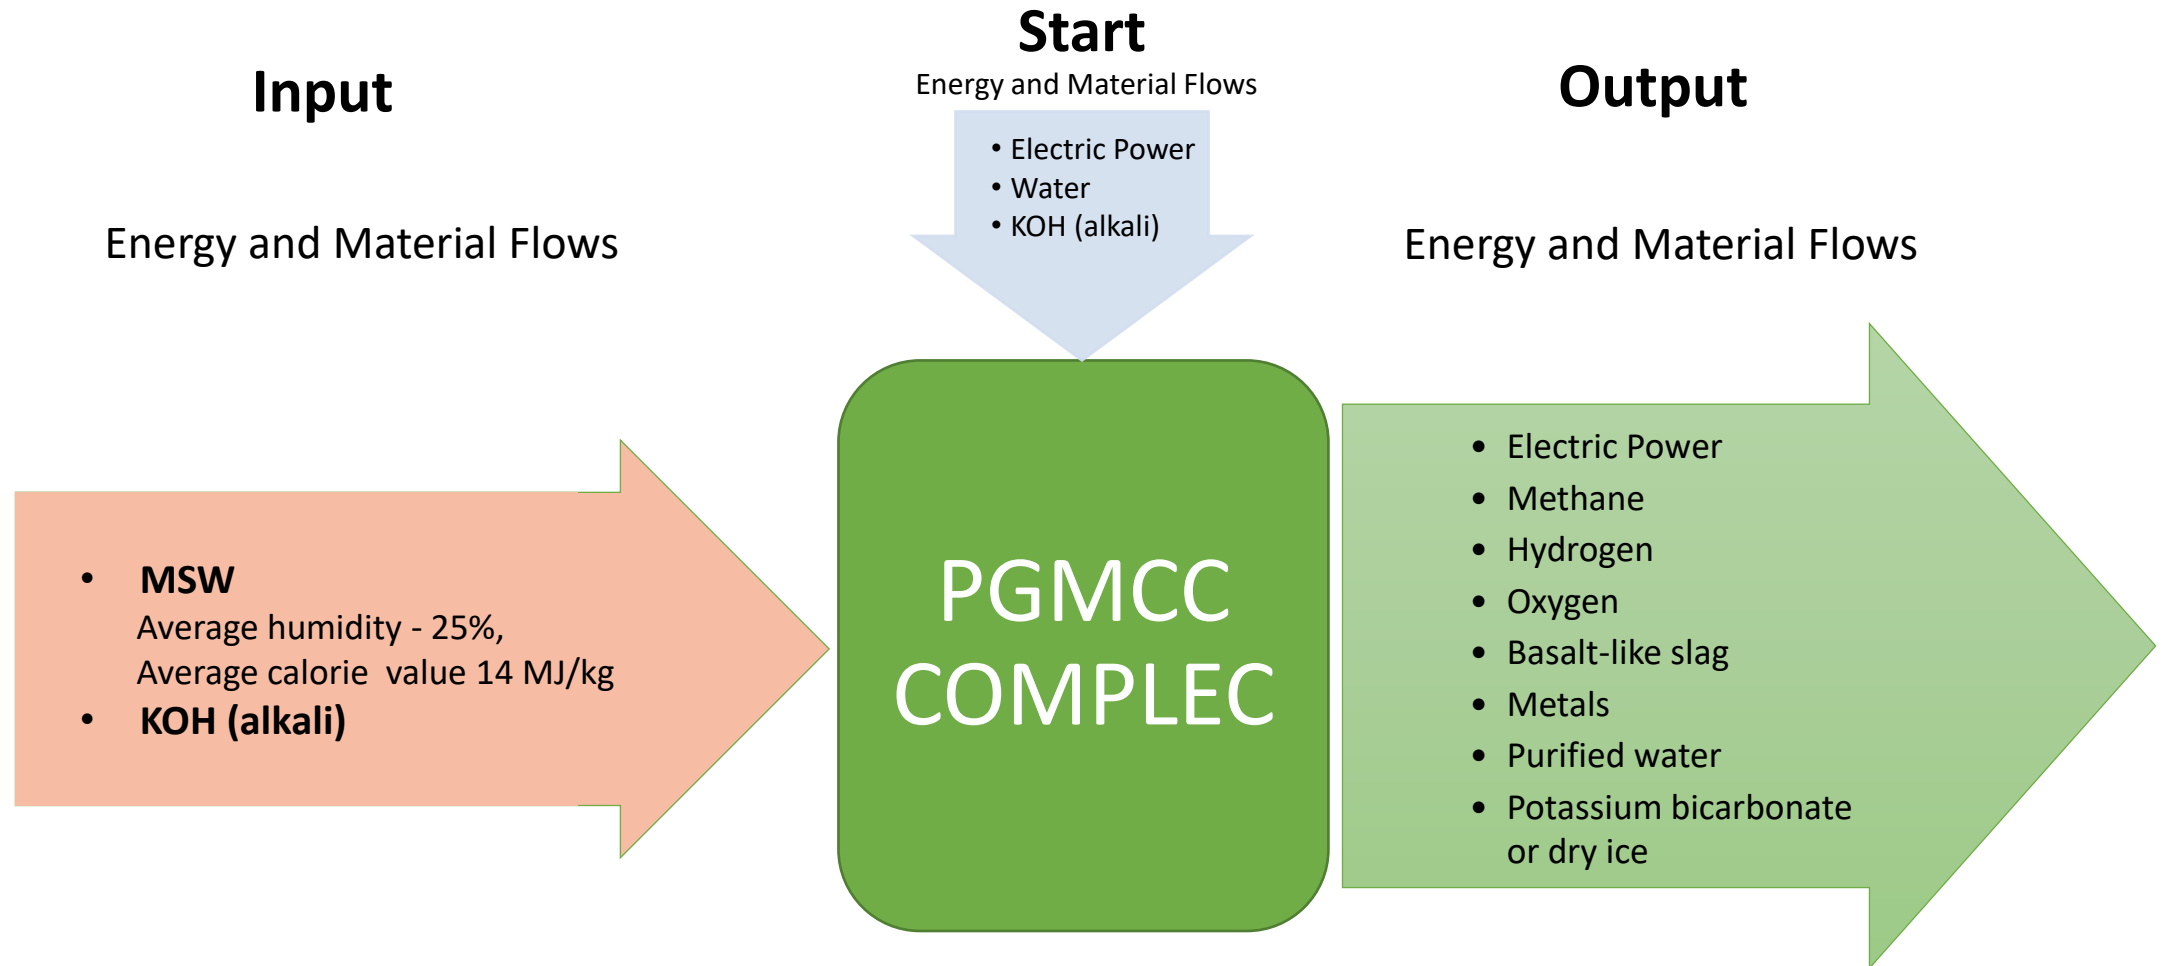 Start
Energy and Material Flows
• Electric Power
• Water
• KOH (alkali)
Input
Energy and Material Flows
• MSW
Average humidity - 25%,
Average calorie  value 14 MJ/kg
• KOH (alkali)
PGMCC
COMPLEC
Output
Energy and Material Flows
• Electric Power
• Methane
• Hydrogen
• Oxygen
• Basalt-like slag
• Metals
• Purified water
• Potassium bicarbonate
or dry ice